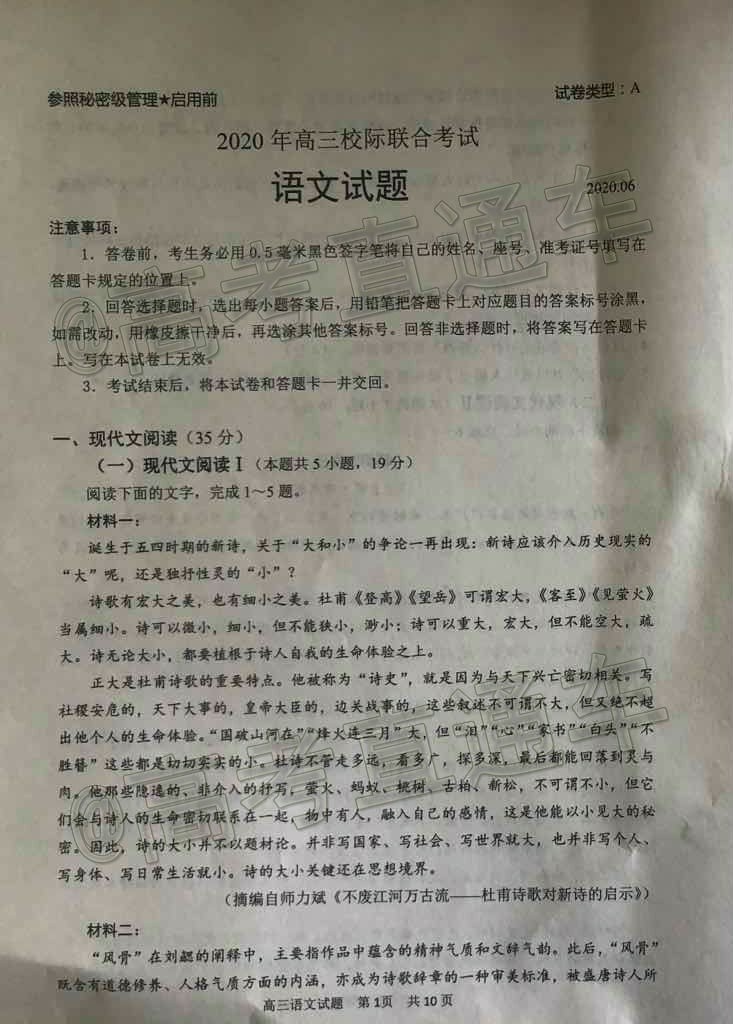 参照秘密级管理★启用前
试卷类型：A
2020 年高三校际联合考试
语文试题
2020.06
注意事项：
1．答卷前，考生务必用 0.5 毫米黑色签字笔将自己的姓名、座号、准考证号填写在
答题卡规定的位置上。
2．回答选择题时，选出每小题答案后，用铅笔把答题卡上对应题目的答案标号涂黑，
如需改动，用橡皮擦干净后，再选涂其他答案标号。回答非选择题时，将答案写在答题卡
上。写在本试卷上无效。
3．考试结束后，将本试卷和答题卡一并交回。
一、现代文阅读（35 分）
（一）现代文阅读Ⅰ（本题共 5 小题，19 分）
阅读下面的文字，完成 1～5 题。
材料一：
诞生于五四时期的新诗，关于“大和小”的争论一再出现：新诗应该介入历史现实的
“大”呢，还是独抒性灵的“小”？
诗歌有宏大之美，也有细小之美。杜甫《登高》《望岳》可谓宏大，《客至》《见萤火》
当属细小。诗可以微小，细小，但不能狭小，渺小；诗可以重大，宏大，但不能空大，疏
大。诗无论大小，都要植根于诗人自我的生命体验之上。
正大是杜甫诗歌的重要特点。他被称为“诗史”，就是因为与天下兴亡密切相关。写
社稷安危的，天下大事的，皇帝大臣的，边关战事的，这些叙述不可谓不大，但又绝不超
出他个人的生命体验。“国破山河在”“烽火连三月”大，但“泪”“心”“家书”“白头”“不
胜簪”这些都是切切实实的小。杜诗不管走多远，看多广，探多深，最后都能回落到灵与
肉。他那些隐逸的、非介入的抒写，萤火、蚂蚁、桃树、古柏、新松，不可谓不小，但它
们会与诗人的生命密切联系在一起，物中有人，融入自己的感情，这是他能以小见大的秘
密。因此，诗的大小并不以题材论。并非写国家、写社会、写世界就大，也并非写个人、
写身体、写日常生活就小。诗的大小关键还在思想境界。
（摘编自师力斌《不废江河万古流——杜甫诗歌对新诗的启示》）
材料二：
“风骨”在刘勰的阐释中，主要指作品中蕴含的精神气质和文辞气韵。此后，“风骨”
既含有道德修养、人格气质方面的内涵，亦成为诗歌辞章的一种审美标准，被盛唐诗人所
高三语文试题 第 1页 共 10 页
@高考直通车
@高考直通车